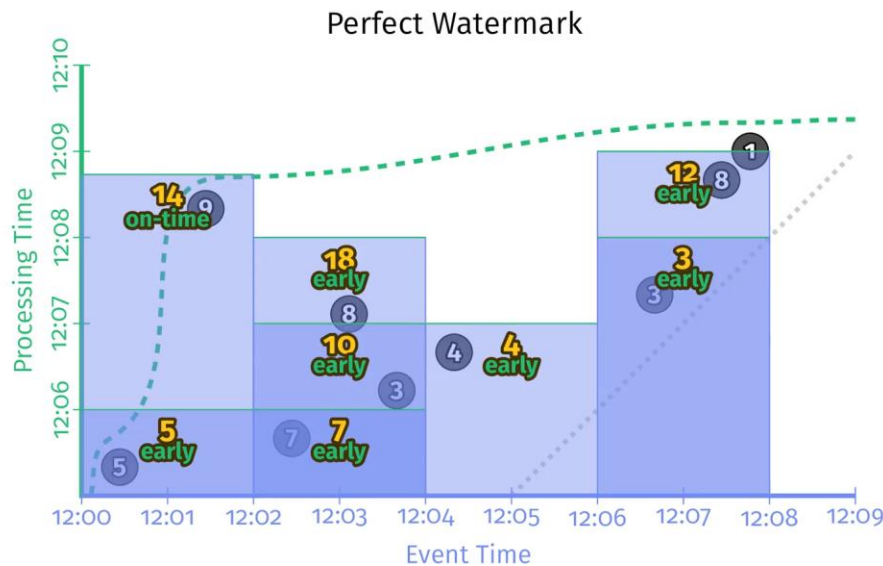 Perfect Watermark
Processing Time
12:10
12:09
12:08
12:07
12:06
14
on-time
9
5
early
5
18
early
8
10
early
3
7
early
7
4
4
early
12
early
8
1
3
early
3
12:00
12:01
12:02
12:03
12:04
12:05
12:06
12:07
12:08
12:09
Event Time